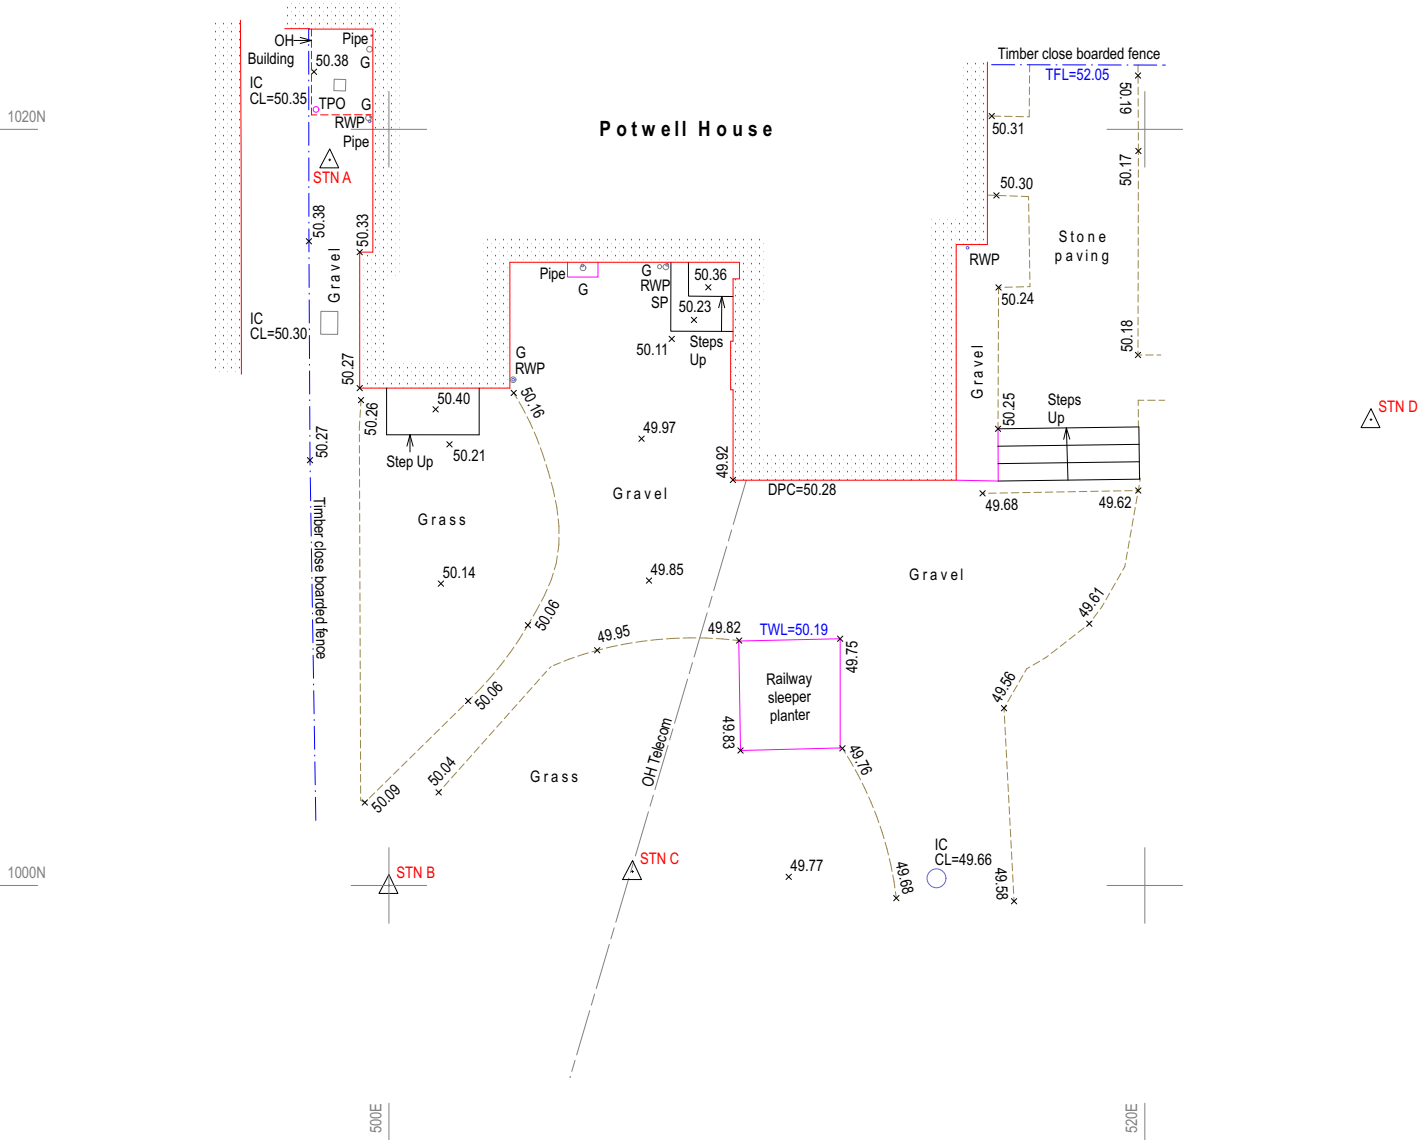 OH
Building
Pipe
G
50.38
IC
CL=50.35
TPO
G
RWP
Pipe
1020N
STN A
Potwell House
Timber close boarded fence
TFL=52.05
50.19
50.31
50.17
50.30
Stone
paving
RWP
50.24
50.18
50.38
50.33
Gravel
IC
CL=50.30
50.27
50.26
50.27
Timber close boarded fence
Pipe
G
G
RWP
SP
50.36
50.23
50.11
Steps
Up
G
RWP
50.16
50.40
50.21
Step Up
49.97
49.92
Gravel
Grass
DPC=50.28
Gravel
50.25
Steps
Up
STN D
49.68
49.62
50.14
49.85
Gravel
49.61
50.06
49.95
49.82
TWL=50.19
49.75
Railway
sleeper
planter
49.83
49.76
49.56
50.06
50.04
50.09
Grass
OH Telecom
IC
CL=49.66
STN C
49.77
49.68
49.58
1000N
STN B
500E
520E